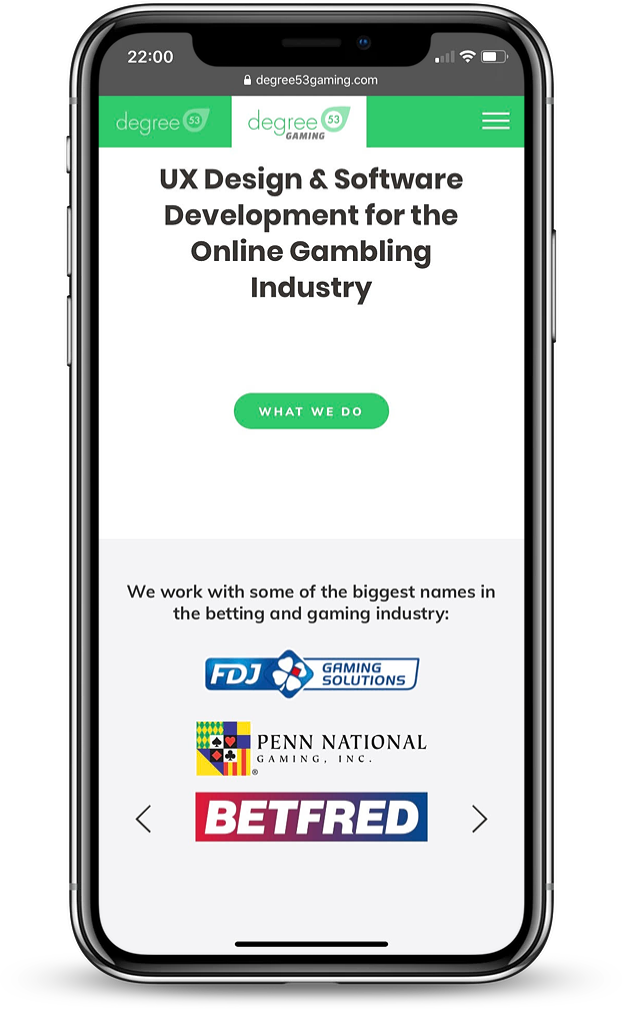 22:00
degree53gaming.com
degree 53
degree 53
GAMING
UX Design & Software
Development for the
Online Gambling
Industry
WHAT WE DO
We work with some of the biggest names in
the betting and gaming industry:
FDJ GAMING
SOLUTIONS
PENN NATIONAL
GAMING, INC.
®
BETFRED